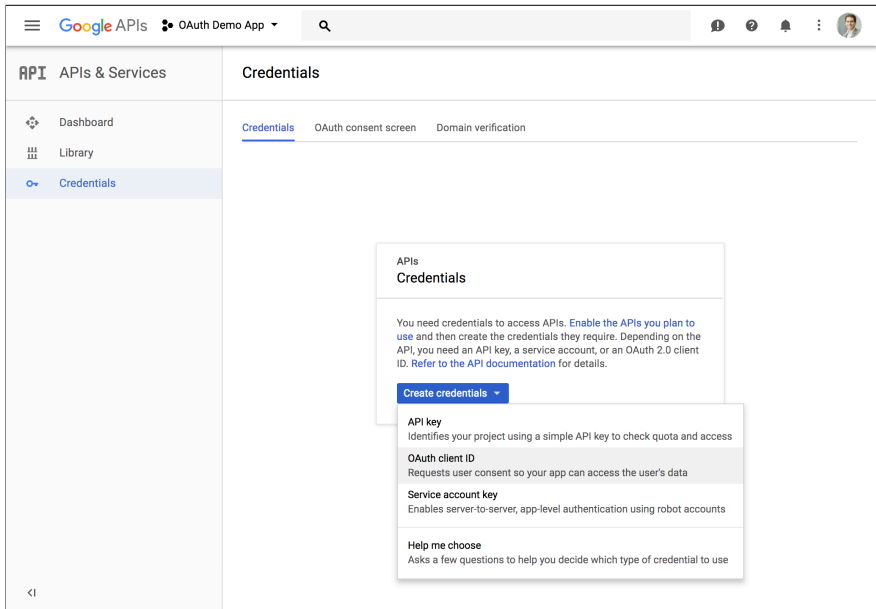 Google APIs OAuth Demo App
API APIs & Services
Credentials
Dashboard
Library
Credentials
Credentials OAuth consent screen Domain verification
APIs
Credentials
You need credentials to access APIs. Enable the APIs you plan to
use and then create the credentials they require. Depending on the
API, you need an API key, a service account, or an OAuth 2.0 client
ID. Refer to the API documentation for details.
Create credentials
API key
Identifies your project using a simple API key to check quota and access
OAuth client ID
Requests user consent so your app can access the user's data
Service account key
Enables server-to-server, app-level authentication using robot accounts
Help me choose
Asks a few questions to help you decide which type of credential to use